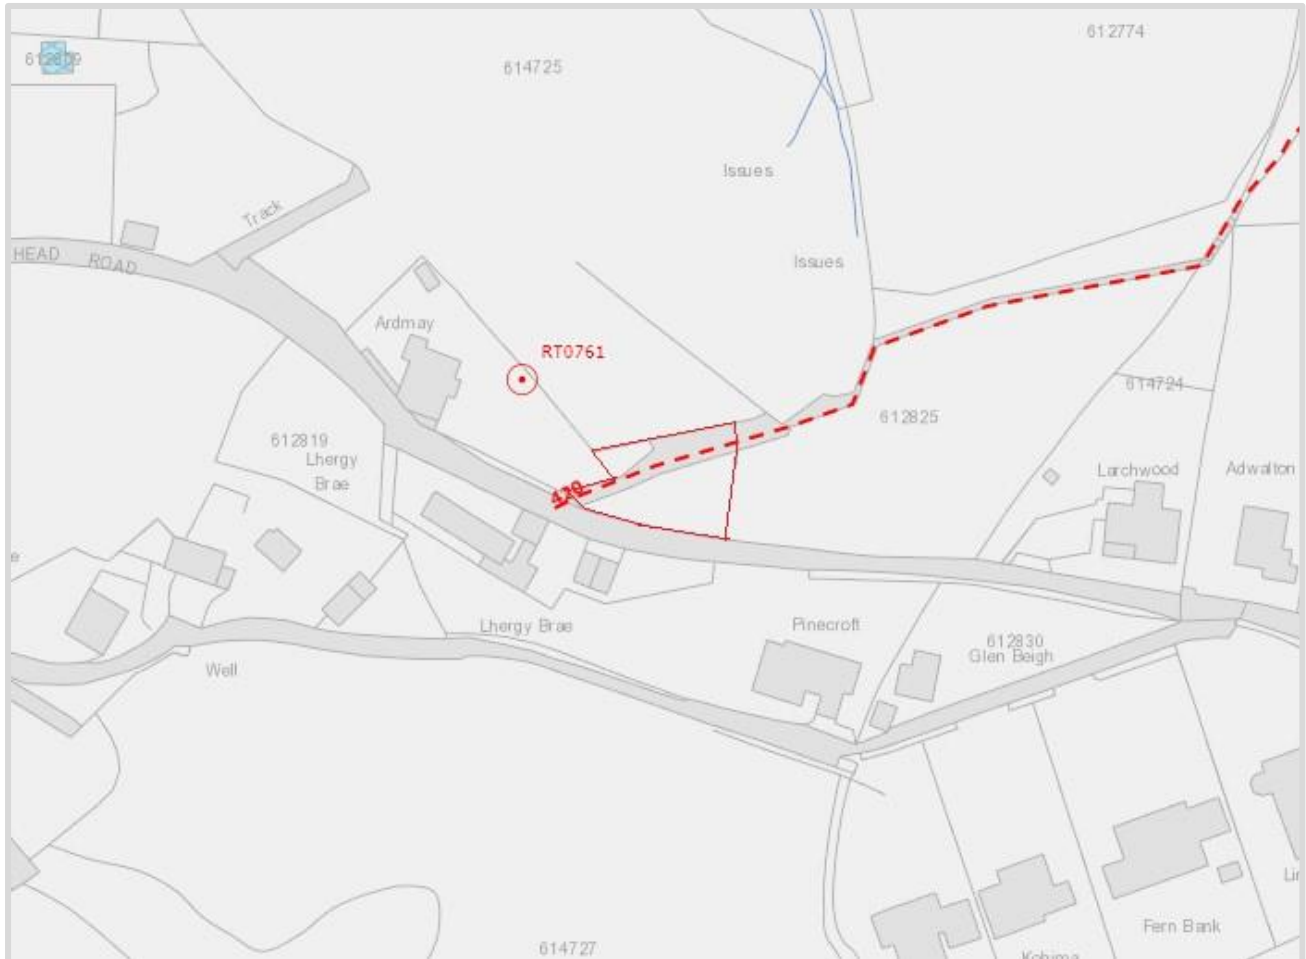 612774
614725
Issues
Track
HEAD ROAD
Issues
Ardmay
RT0761
614724
612825
612819
Lhergy
Brae
Larchwood
Adwalton
Lhergy Brae
Pinecroft
612830
Glen Beigh
Well
Fern Bank
614727